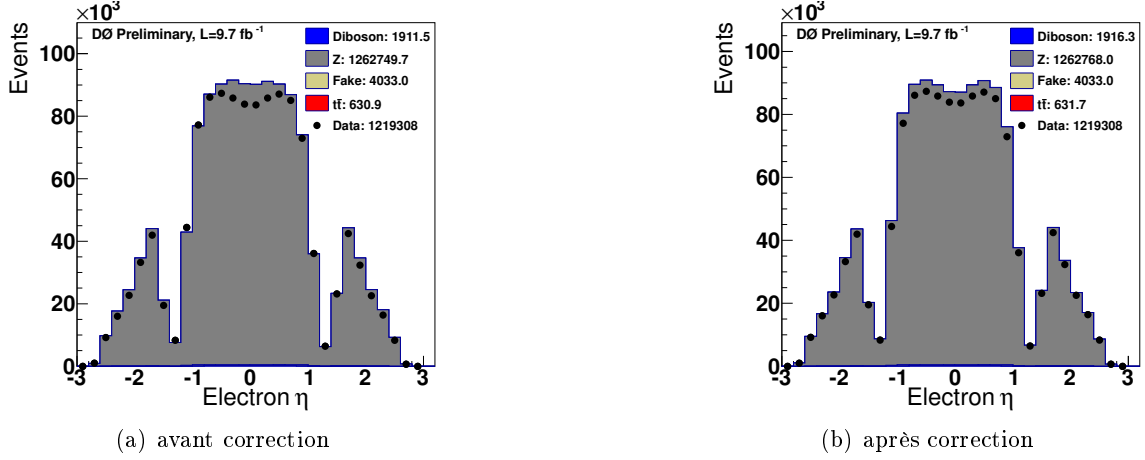 ×10³
DØ Preliminary, L=9.7 fb⁻¹
Diboson: 1911.5
Z: 1262749.7
Fake: 4033.0
tt̄: 630.9
Data: 1219308
Events
100
80
60
40
20
0
-3 -2 -1 0 1 2 3
Electron η
(a) avant correction
×10³
DØ Preliminary, L=9.7 fb⁻¹
Diboson: 1916.3
Z: 1262768.0
Fake: 4033.0
tt̄: 631.7
Data: 1219308
Events
100
80
60
40
20
0
-3 -2 -1 0 1 2 3
Electron η
(b) après correction